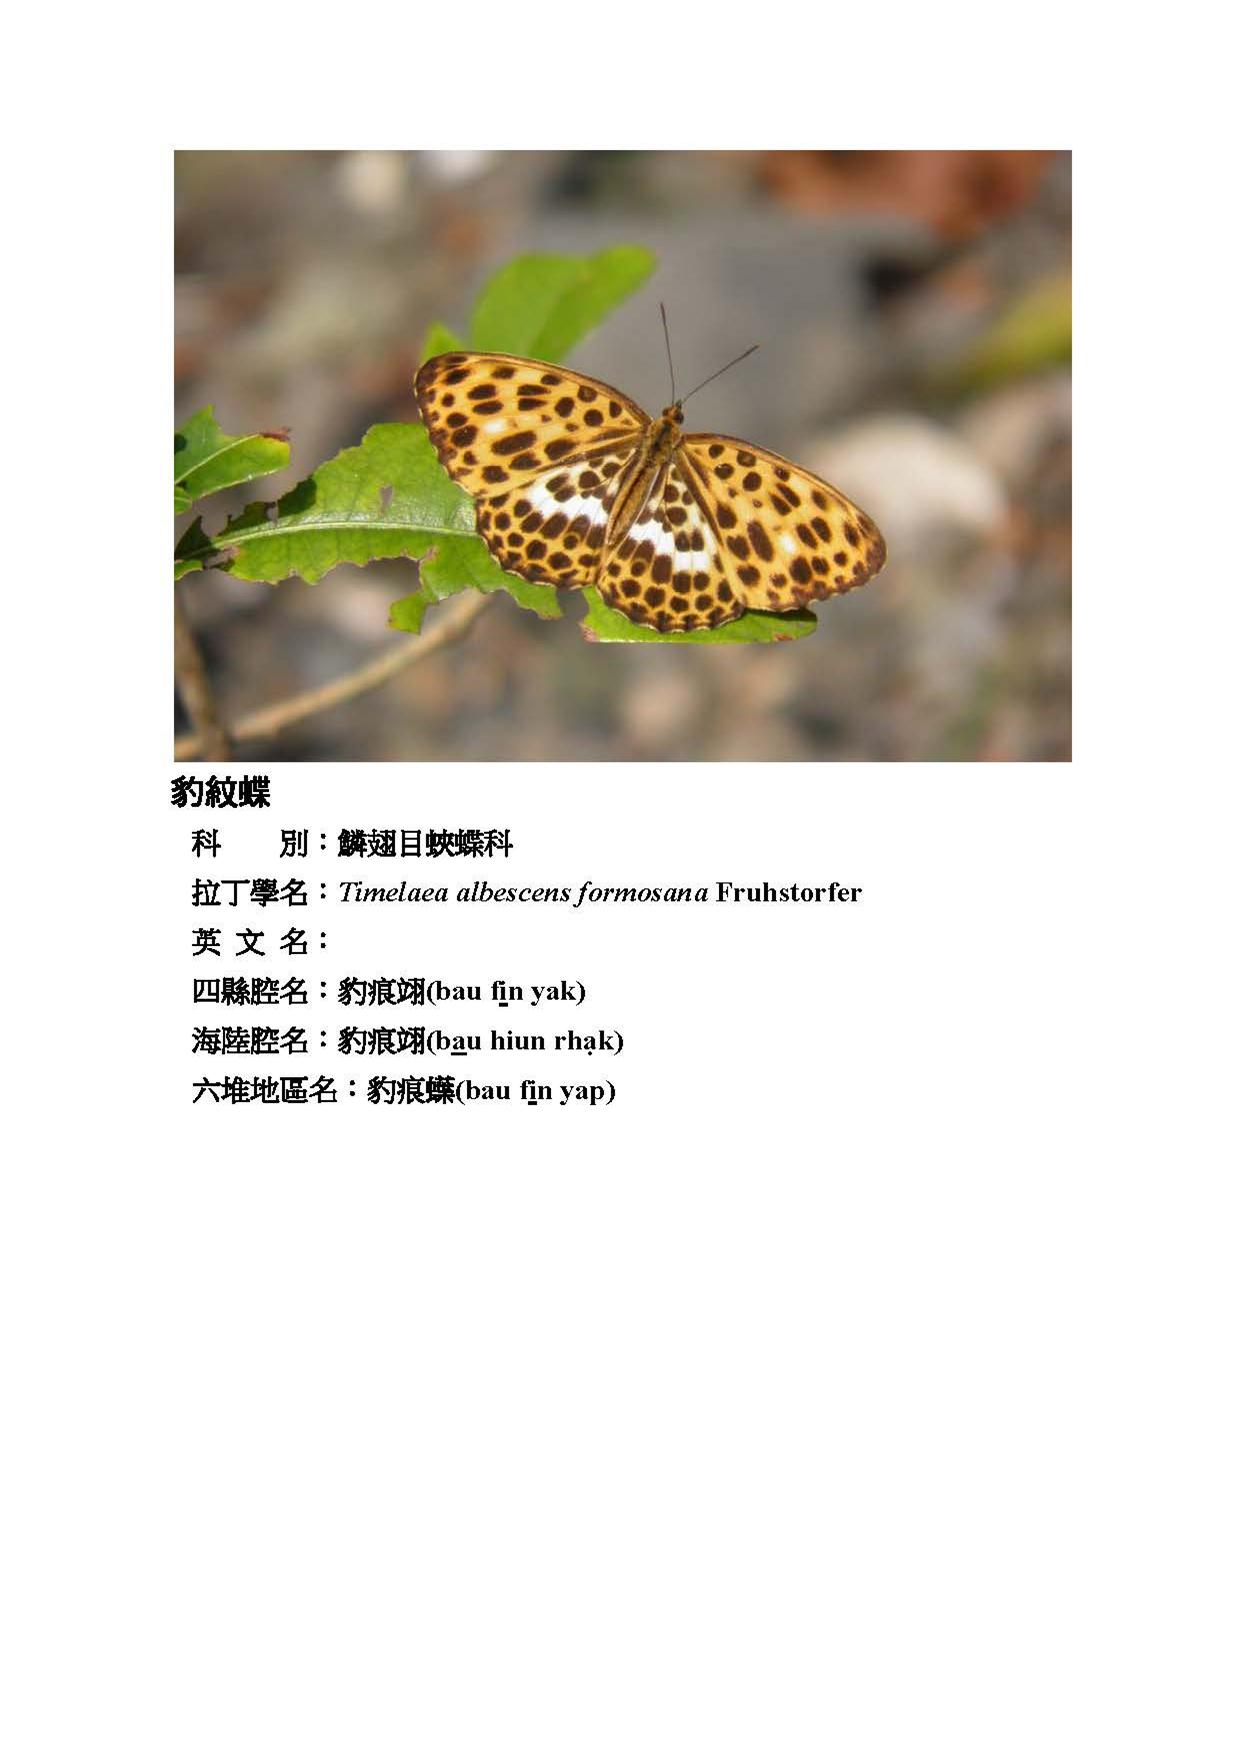 豹紋蝶
科　　別：鱗翅目蛺蝶科
拉丁學名：Timelaea albescens formosana Fruhstorfer
英 文 名：
四縣腔名：豹痕翊(bau fi̲n yak)
海陸腔名：豹痕翊(ba̲u hiun rhạk)
六堆地區名：豹痕蠂(bau fi̲n yap)